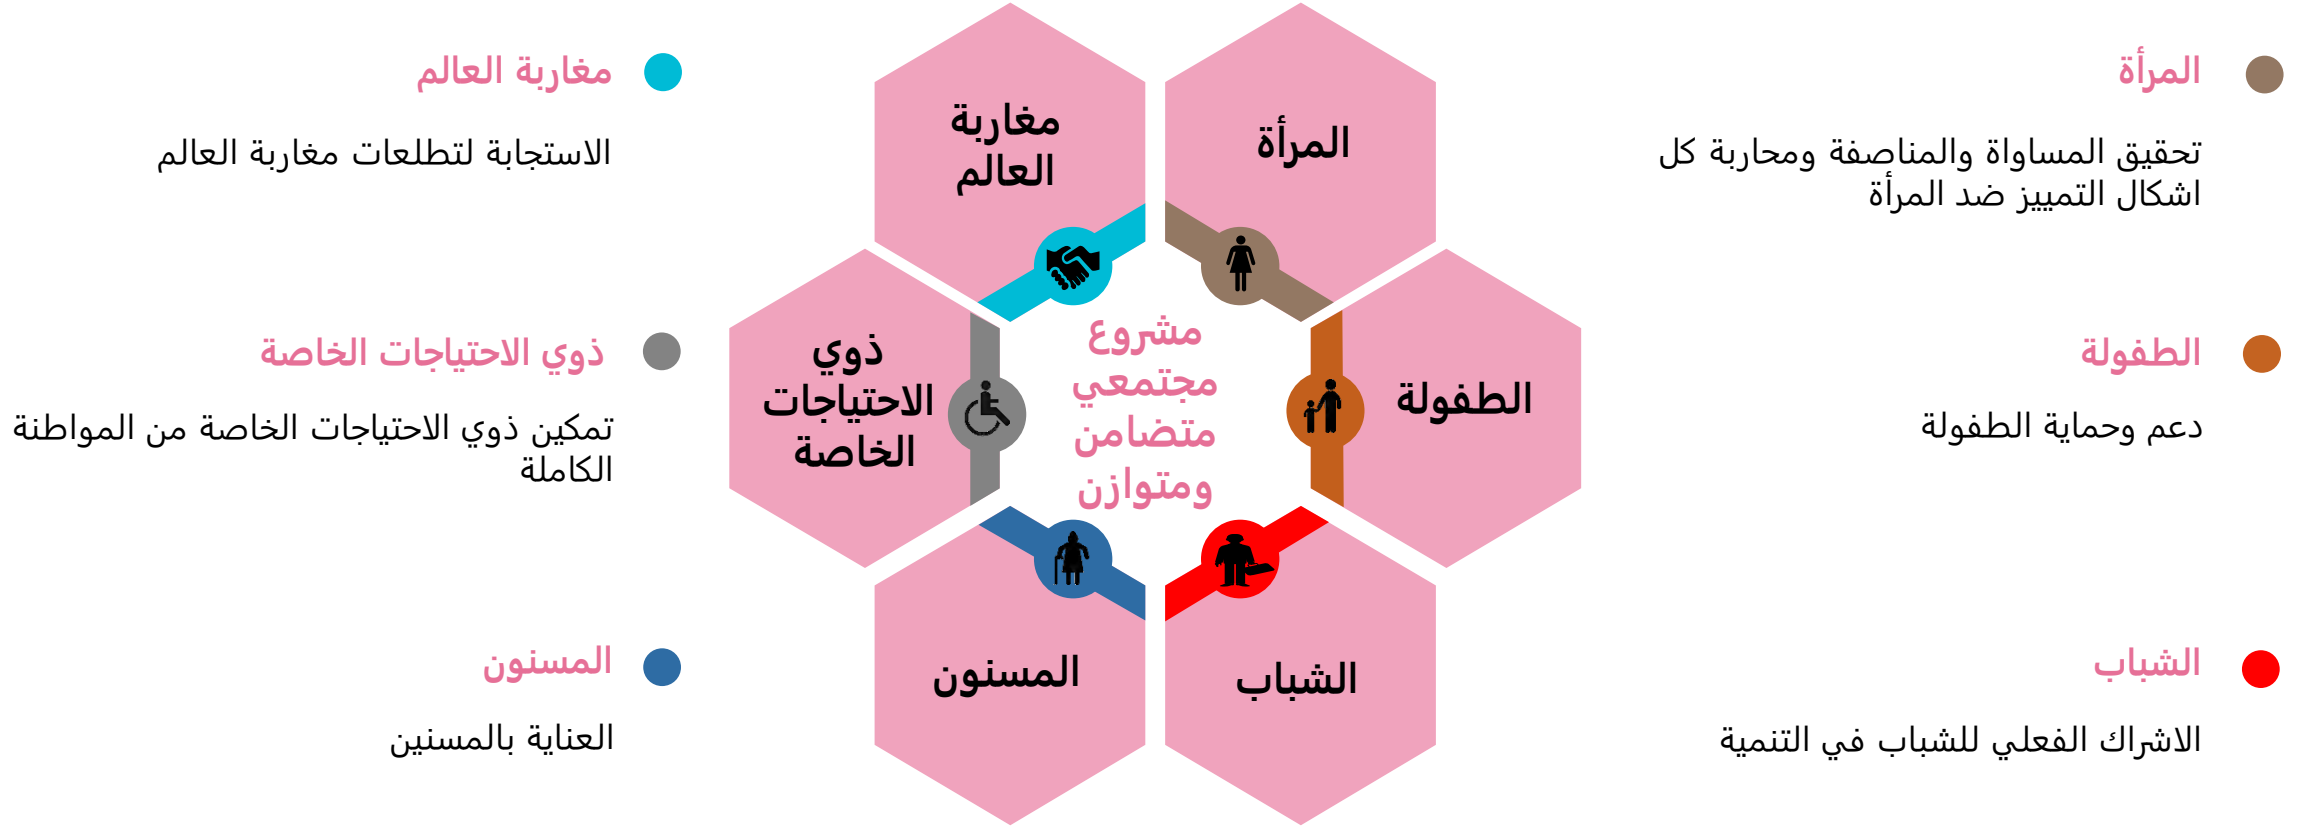 المرأة
تحقيق المساواة والمناصفة ومحاربة كل
اشكال التمييز ضد المرأة
الطفولة
دعم وحماية الطفولة
الشباب
الاشراك الفعلي للشباب في التنمية
المرأة
الطفولة
الشباب
مشروع
مجتمعي
متضامن
ومتوازن
مغاربة
العالم
ذوي
الاحتياجات
الخاصة
المسنون
مغاربة العالم
الاستجابة لتطلعات مغاربة العالم
ذوي الاحتياجات الخاصة
تمكين ذوي الاحتياجات الخاصة من المواطنة
الكاملة
المسنون
العناية بالمسنين